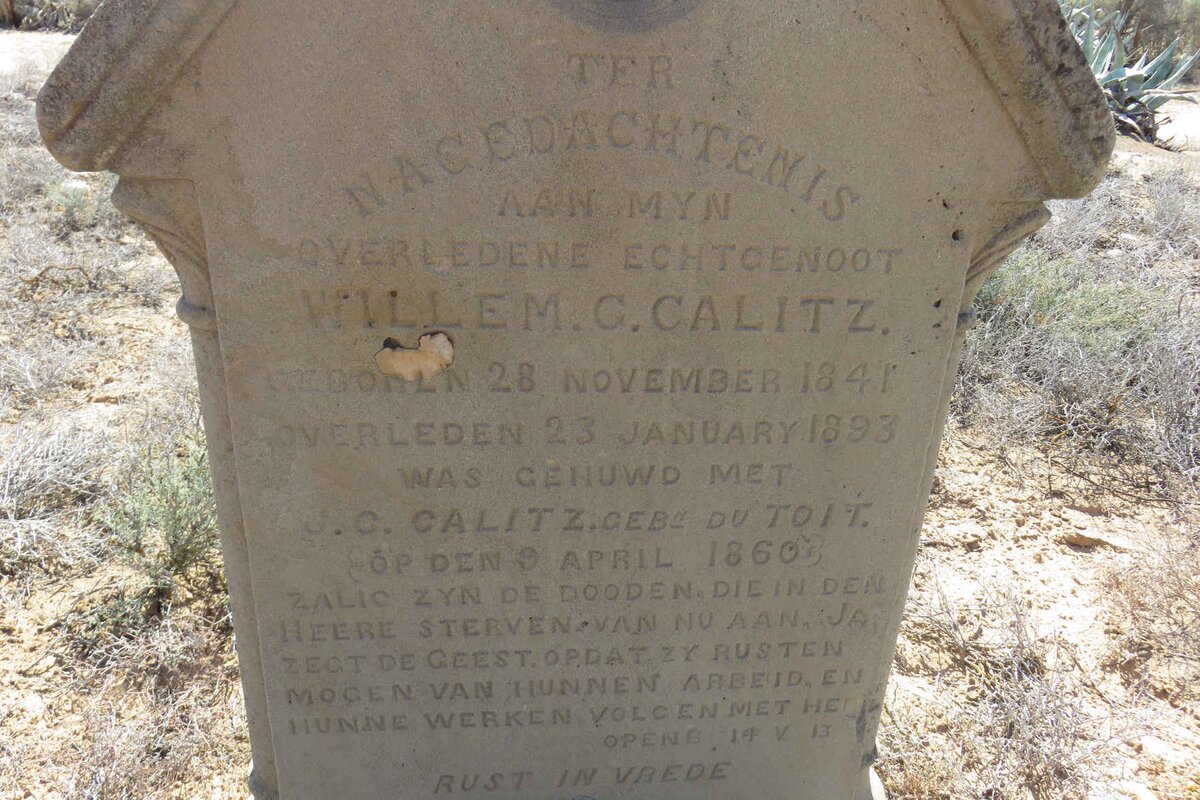 TER
NAGEDACHTENIS
AAN MYN
OVERLEDENE ECHTGENOOT
WILLEM. C. CALITZ.
GEBOREN 28 NOVEMBER 1841
OVERLEDEN 23 JANUARY 1893
WAS GEHUWD MET
J. C. CALITZ. GEBE DU TOIT.
OP DEN 9 APRIL 1860
ZALIG ZYN DE DOODEN, DIE IN DEN
HEERE STERVEN. VAN NU AAN, JA,
ZEGT DE GEEST. OPDAT ZY RUSTEN
MOGEN VAN HUNNEN ARBEID, EN
HUNNE WERKEN VOLGEN MET HEN
OPENB. 14 V. 13
RUST IN VREDE